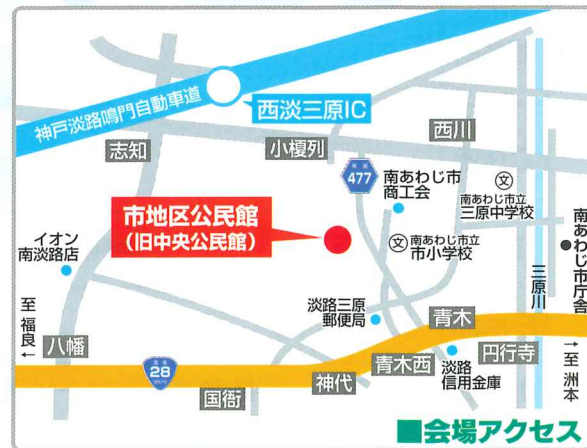 神戸淡路鳴門自動車道
西淡三原IC
志知
小榎列
西川
477
南あわじ市
商工会
文
南あわじ市立
三原中学校
市地区公民館
(旧中央公民館)
文
南あわじ市立
市小学校
南あわじ市庁舎
イオン
南淡路店
三原川
淡路三原
郵便局
至 福良
←
八幡
青木
国道
28
ROUTE
青木西
円行寺
→ 至 洲本
神代
淡路
信用金庫
国衙
■会場アクセス